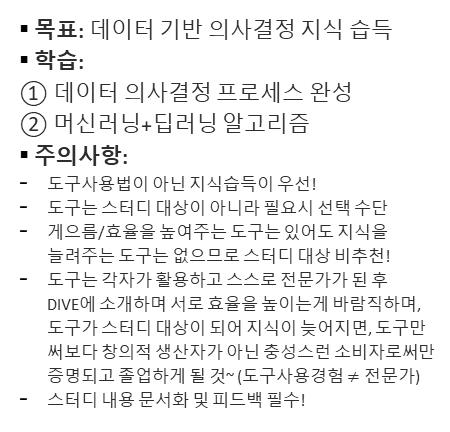 ▪ 목표: 데이터 기반 의사결정 지식 습득
▪ 학습:
① 데이터 의사결정 프로세스 완성
② 머신러닝+딥러닝 알고리즘
▪ 주의사항:
- 도구사용법이 아닌 지식습득이 우선!
- 도구는 스터디 대상이 아니라 필요시 선택 수단
- 게으름/효율을 높여주는 도구는 있어도 지식을
늘려주는 도구는 없으므로 스터디 대상 비추천!
- 도구는 각자가 활용하고 스스로 전문가가 된 후
DIVE에 소개하며 서로 효율을 높이는게 바람직하며,
도구가 스터디 대상이 되어 지식이 늦어지면, 도구만
써보다 창의적 생산자가 아닌 충성스런 소비자로써만
증명되고 졸업하게 될 것~ (도구사용경험 ≠ 전문가)
- 스터디 내용 문서화 및 피드백 필수!